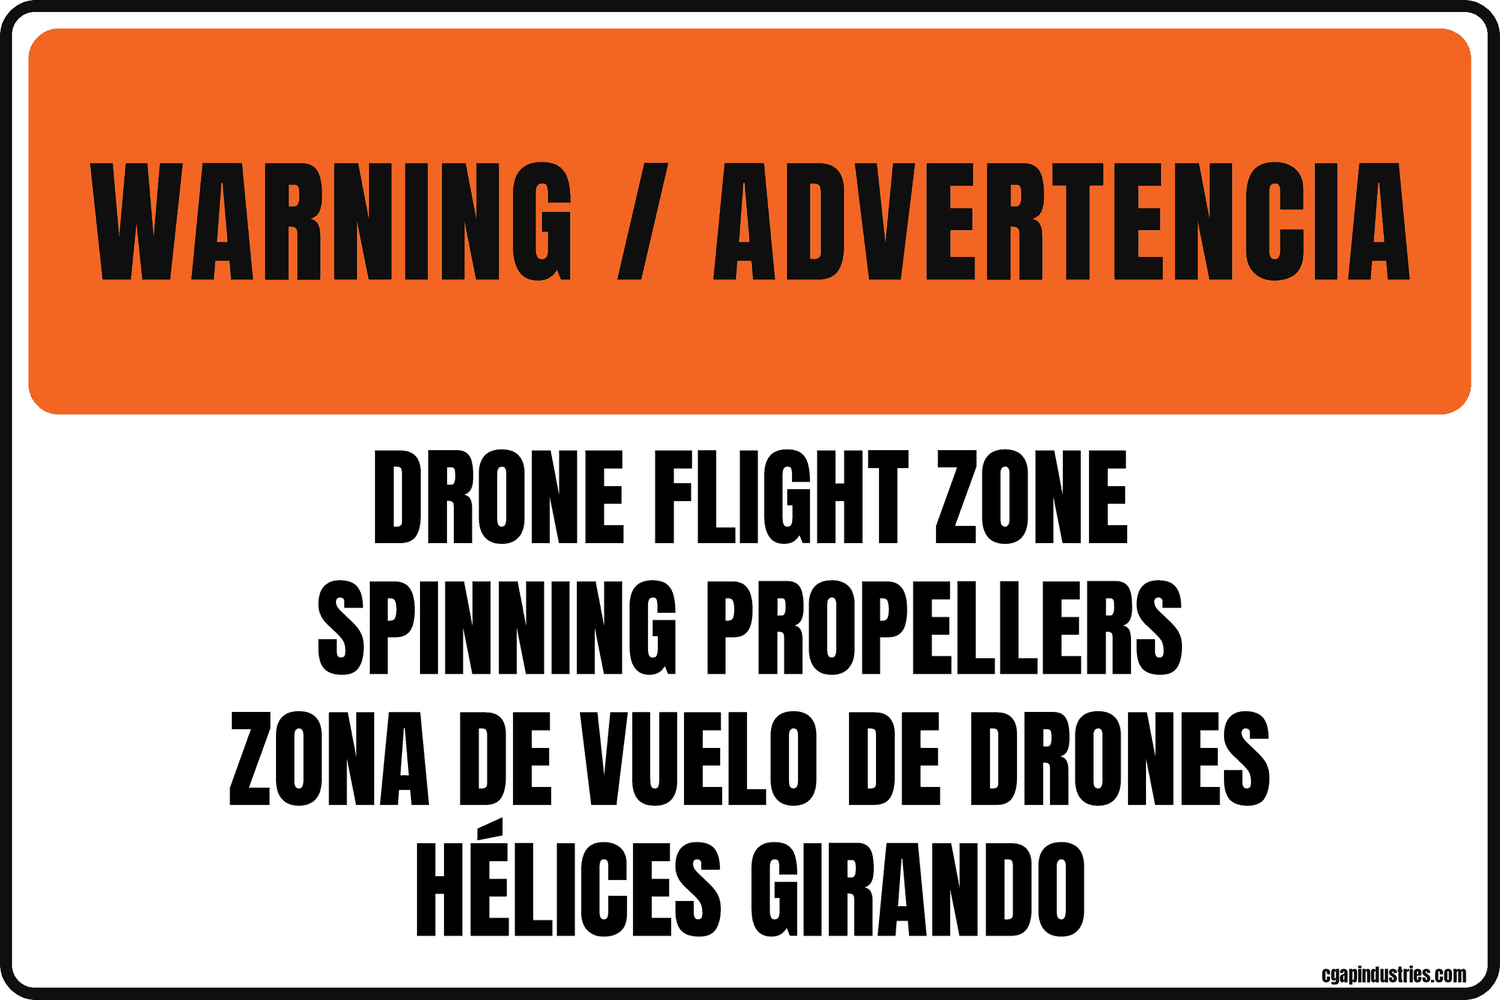 WARNING / ADVERTENCIA
DRONE FLIGHT ZONE
SPINNING PROPELLERS
ZONA DE VUELO DE DRONES
HÉLICES GIRANDO
cgapindustries.com